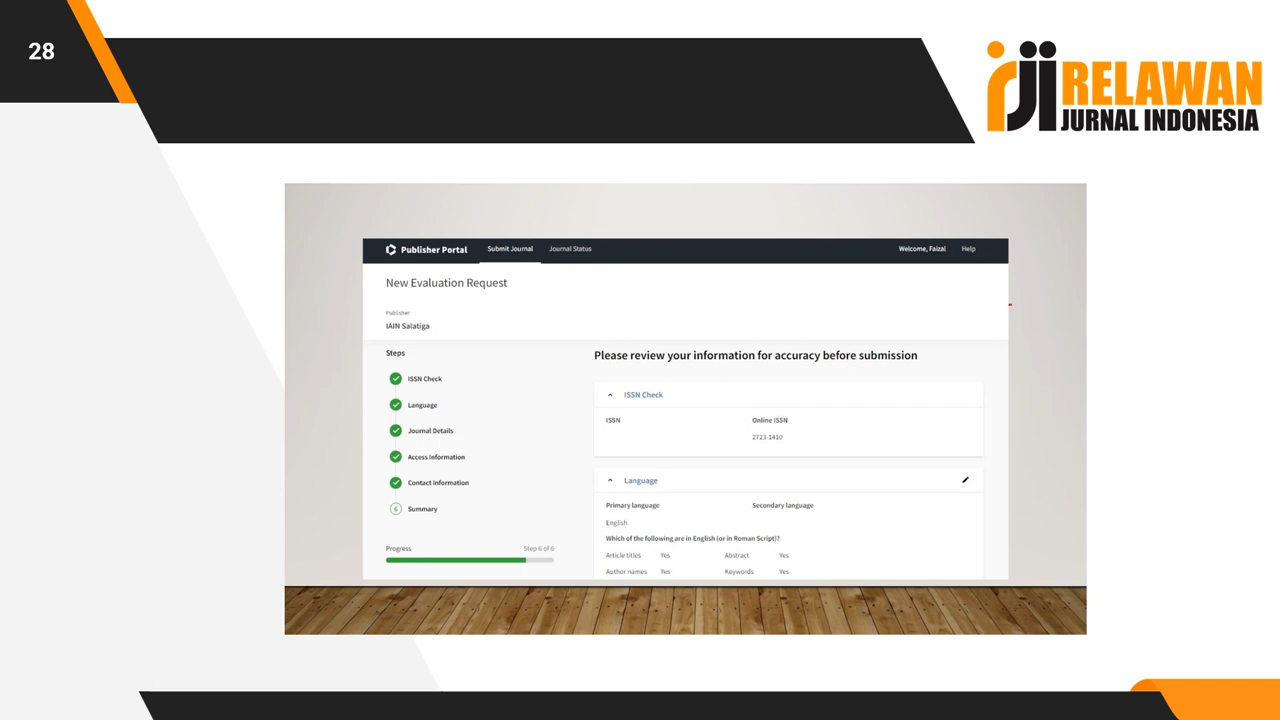 28
RELAWAN
JURNAL INDONESIA
Publisher Portal Submit Journal Journal Status Welcome, Faizal Help
New Evaluation Request
Publisher
IAIN Salatiga
Steps
ISSN Check
Language
Journal Details
Access Information
Contact Information
6 Summary
Progress Step 6 of 6
Please review your information for accuracy before submission
ISSN Check
ISSN Online ISSN
2723-1410
Language
Primary language Secondary language
English
Which of the following are in English (or in Roman Script)?
Article titles Yes Abstract Yes
Author names Yes Keywords Yes